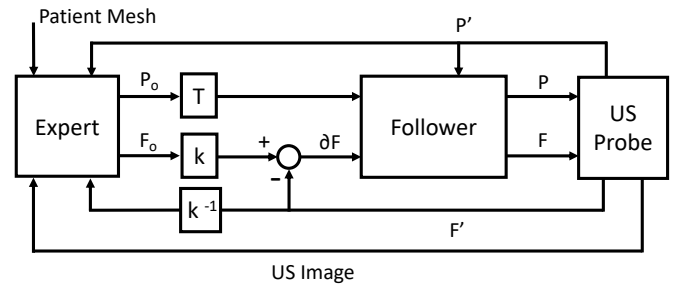 Patient Mesh
P'
Pₒ
T
P
Expert
Follower
US
Probe
Fₒ
k
+
∂F
F
-
k ⁻¹
F'
US Image